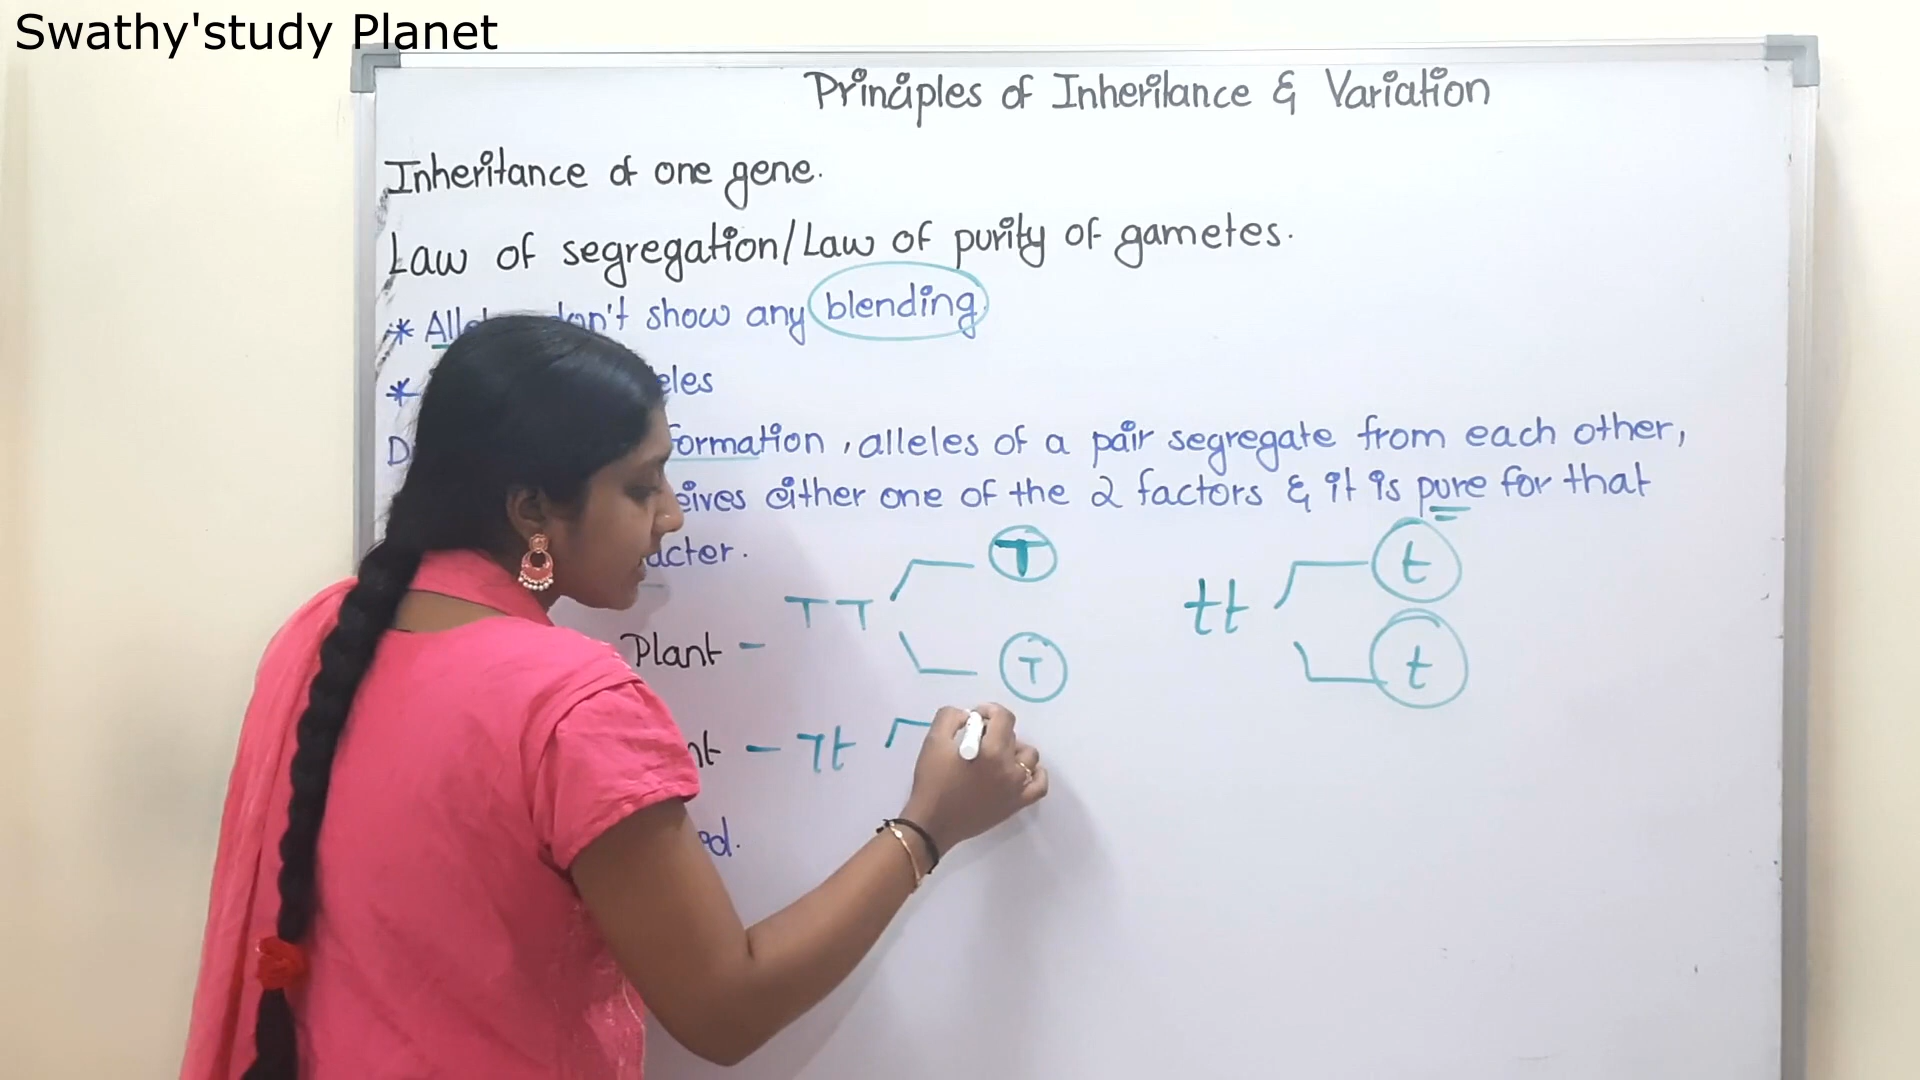 Swathy'study Planet
Principles of Inheritance & Variation
Inheritance of one gene.
Law of segregation/Law of purity of gametes.
* don't show any blending.
*
formation, alleles of a pair segregate from each other,
either one of the 2 factors & it is pure for that
T
t
TT
tt
Plant -
T
t
- Tt